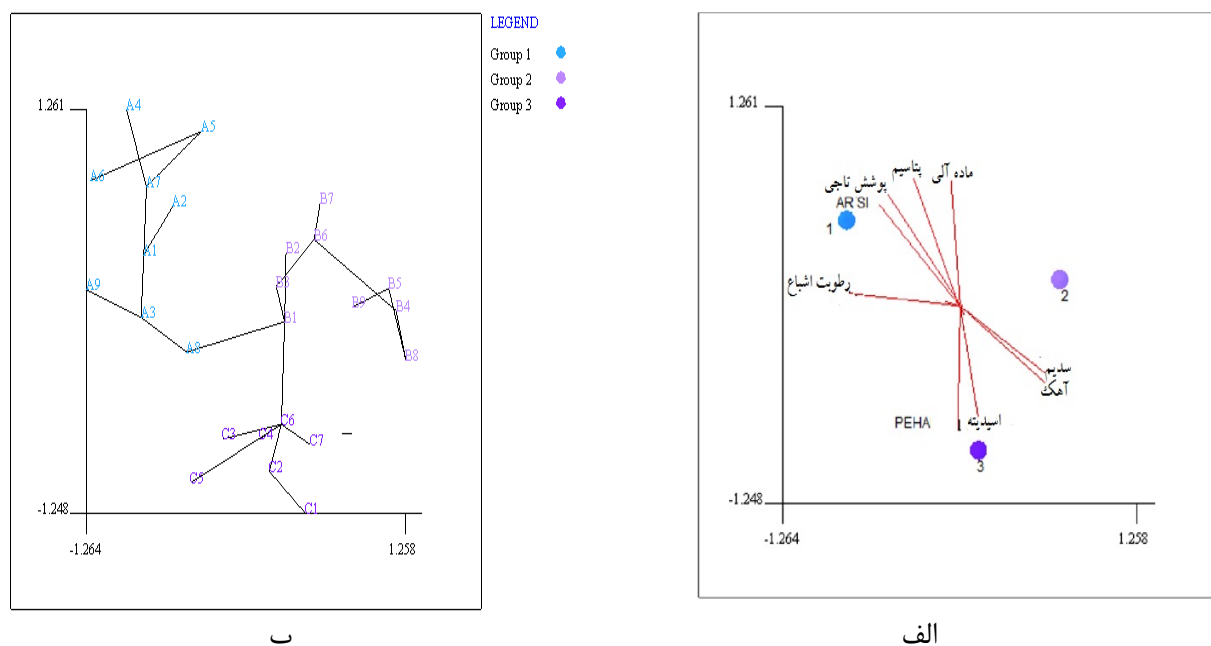 LEGEND
Group 1
Group 2
Group 3
1.261
A4
A5
A6
A7
A2
A1
A9
A3
A8
B7
B6
B2
B3
B5
B9
B4
B1
B8
C6
C3
C4
C7
C2
C5
C1
-1.248
-1.264
1.258
ب
1.261
ماده آلی
پتاسیم
پوشش تاجی
AR SI
1
رطوبت اشباع
2
سدیم
آهک
اسیدیته
PEHA
3
-1.248
-1.264
1.258
الف